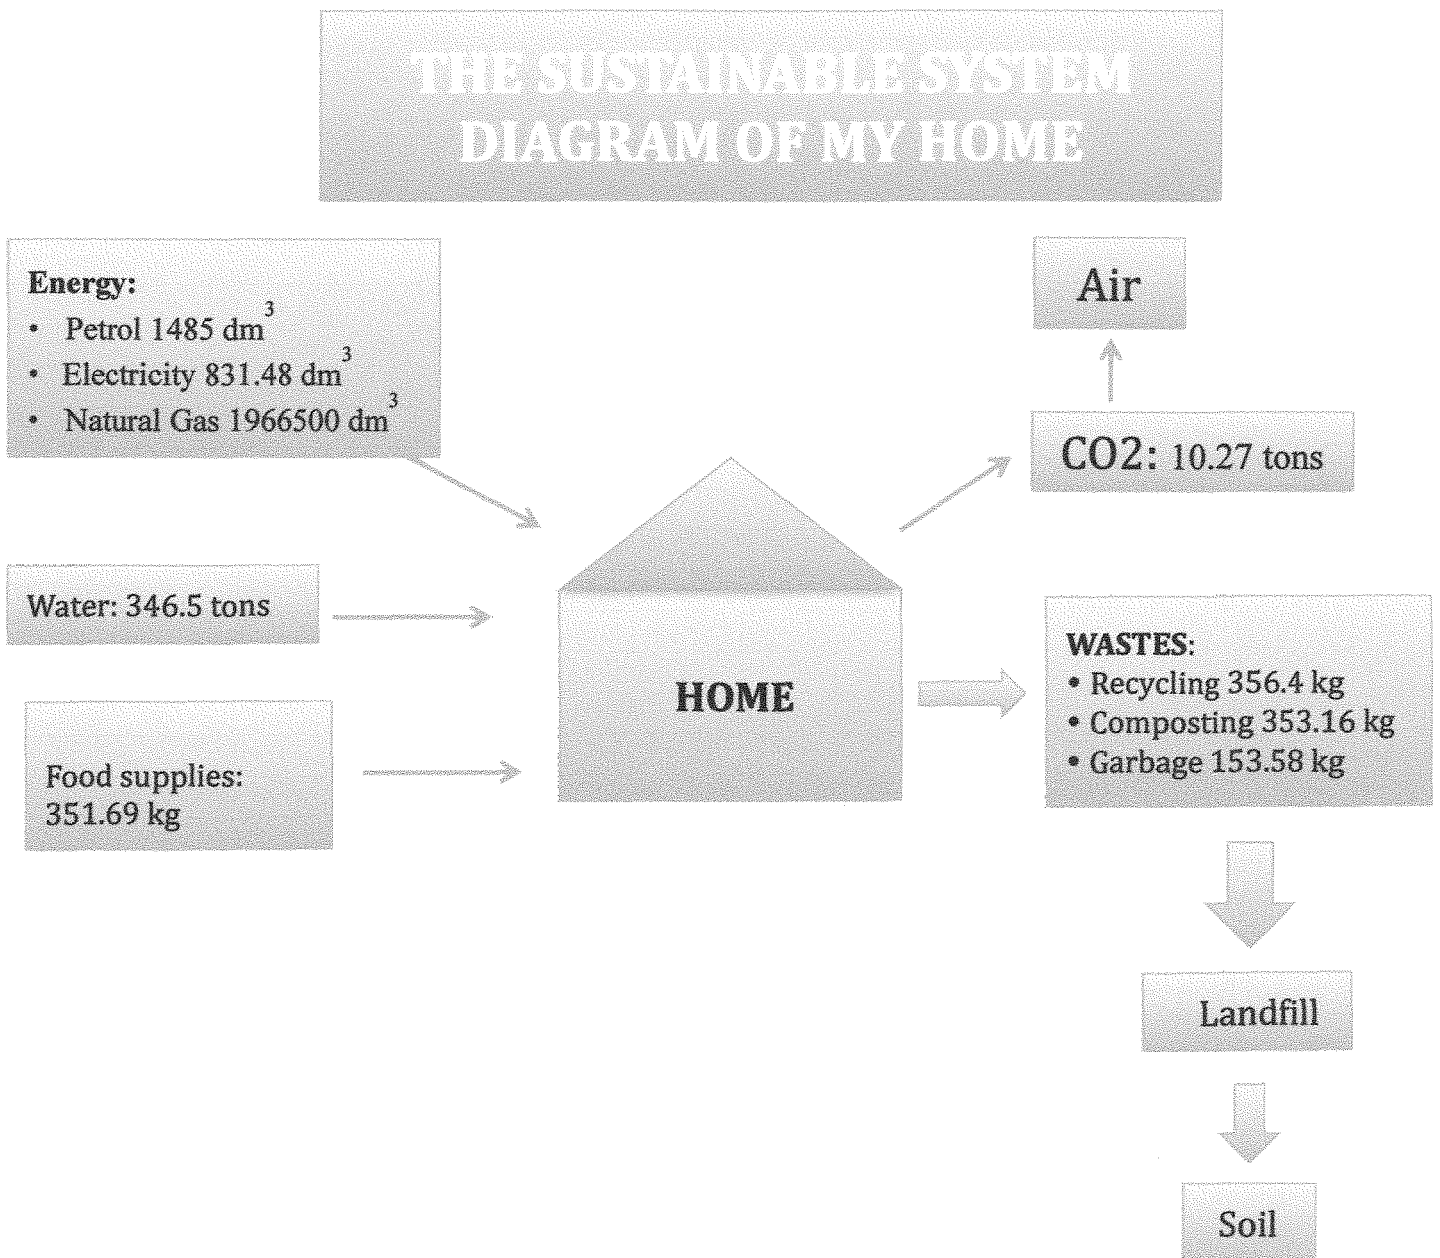 THE SUSTAINABLE SYSTEM
DIAGRAM OF MY HOME
Energy:
• Petrol 1485 dm³
• Electricity 831.48 dm³
• Natural Gas 1966500 dm³
Air
CO2: 10.27 tons
Water: 346.5 tons
HOME
WASTES:
• Recycling 356.4 kg
• Composting 353.16 kg
• Garbage 153.58 kg
Food supplies:
351.69 kg
Landfill
Soil